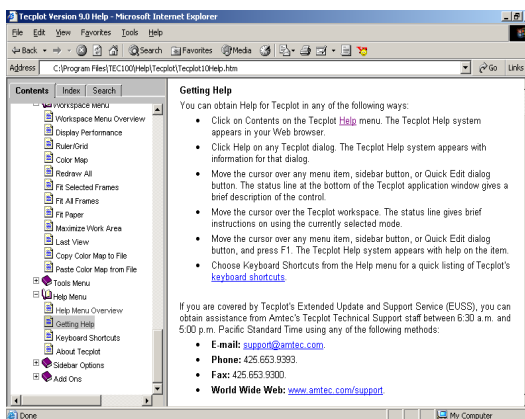 Tecplot Version 9.0 Help - Microsoft Internet Explorer
File Edit View Favorites Tools Help
Back Search Favorites Media
Address C:\Program Files\TEC100\Help\Tecplot\Tecplot10Help.htm Go Links
Contents Index Search
Workspace Menu
Workspace Menu Overview
Display Performance
Ruler/Grid
Color Map
Redraw All
Fit Selected Frames
Fit All Frames
Fit Paper
Maximize Work Area
Last View
Copy Color Map to File
Paste Color Map from File
Tools Menu
Help Menu
Help Menu Overview
Getting Help
Keyboard Shortcuts
About Tecplot
Sidebar Options
Add Ons
Getting Help
You can obtain Help for Tecplot in any of the following ways:
• Click on Contents on the Tecplot Help menu. The Tecplot Help system
appears in your Web browser.
• Click Help on any Tecplot dialog. The Tecplot Help system appears with
information for that dialog.
• Move the cursor over any menu item, sidebar button, or Quick Edit dialog
button. The status line at the bottom of the Tecplot application window gives a
brief description of the control.
• Move the cursor over the Tecplot workspace. The status line gives brief
instructions on using the currently selected mode.
• Move the cursor over any menu item, sidebar button, or Quick Edit dialog
button, and press F1. The Tecplot Help system appears with help on the item.
• Choose Keyboard Shortcuts from the Help menu for a quick listing of Tecplot's
keyboard shortcuts.
If you are covered by Tecplot's Extended Update and Support Service (EUSS), you can
obtain assistance from Amtec's Tecplot Technical Support staff between 6:30 a.m. and
5:00 p.m. Pacific Standard Time using any of the following methods:
• E-mail: support@amtec.com.
• Phone: 425.653.9393.
• Fax: 425.653.9300.
• World Wide Web: www.amtec.com/support.
Done My Computer